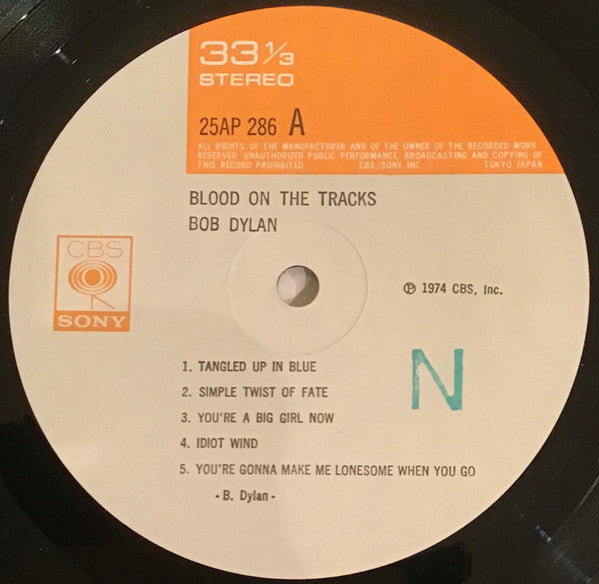 33 1/3
STEREO
25AP 286 A
ALL RIGHTS OF THE MANUFACTURER AND OF THE OWNER OF THE RECORDED WORK
RESERVED. UNAUTHORIZED PUBLIC PERFORMANCE, BROADCASTING AND COPYING OF
THIS RECORD PROHIBITED. CBS/SONY INC. TOKYO JAPAN
BLOOD ON THE TRACKS
BOB DYLAN
CBS
SONY
Ⓟ 1974 CBS, Inc.
N
1. TANGLED UP IN BLUE
2. SIMPLE TWIST OF FATE
3. YOU'RE A BIG GIRL NOW
4. IDIOT WIND
5. YOU'RE GONNA MAKE ME LONESOME WHEN YOU GO
- B. Dylan -